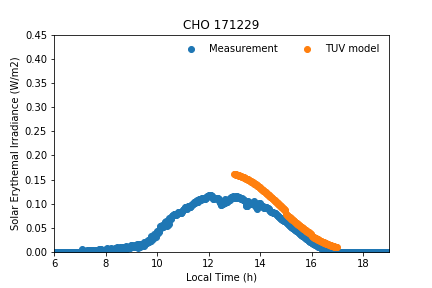 CHO 171229
Measurement TUV model
Solar Erythemal Irradiance (W/m2)
0.45
0.40
0.35
0.30
0.25
0.20
0.15
0.10
0.05
0.00
6 8 10 12 14 16 18
Local Time (h)